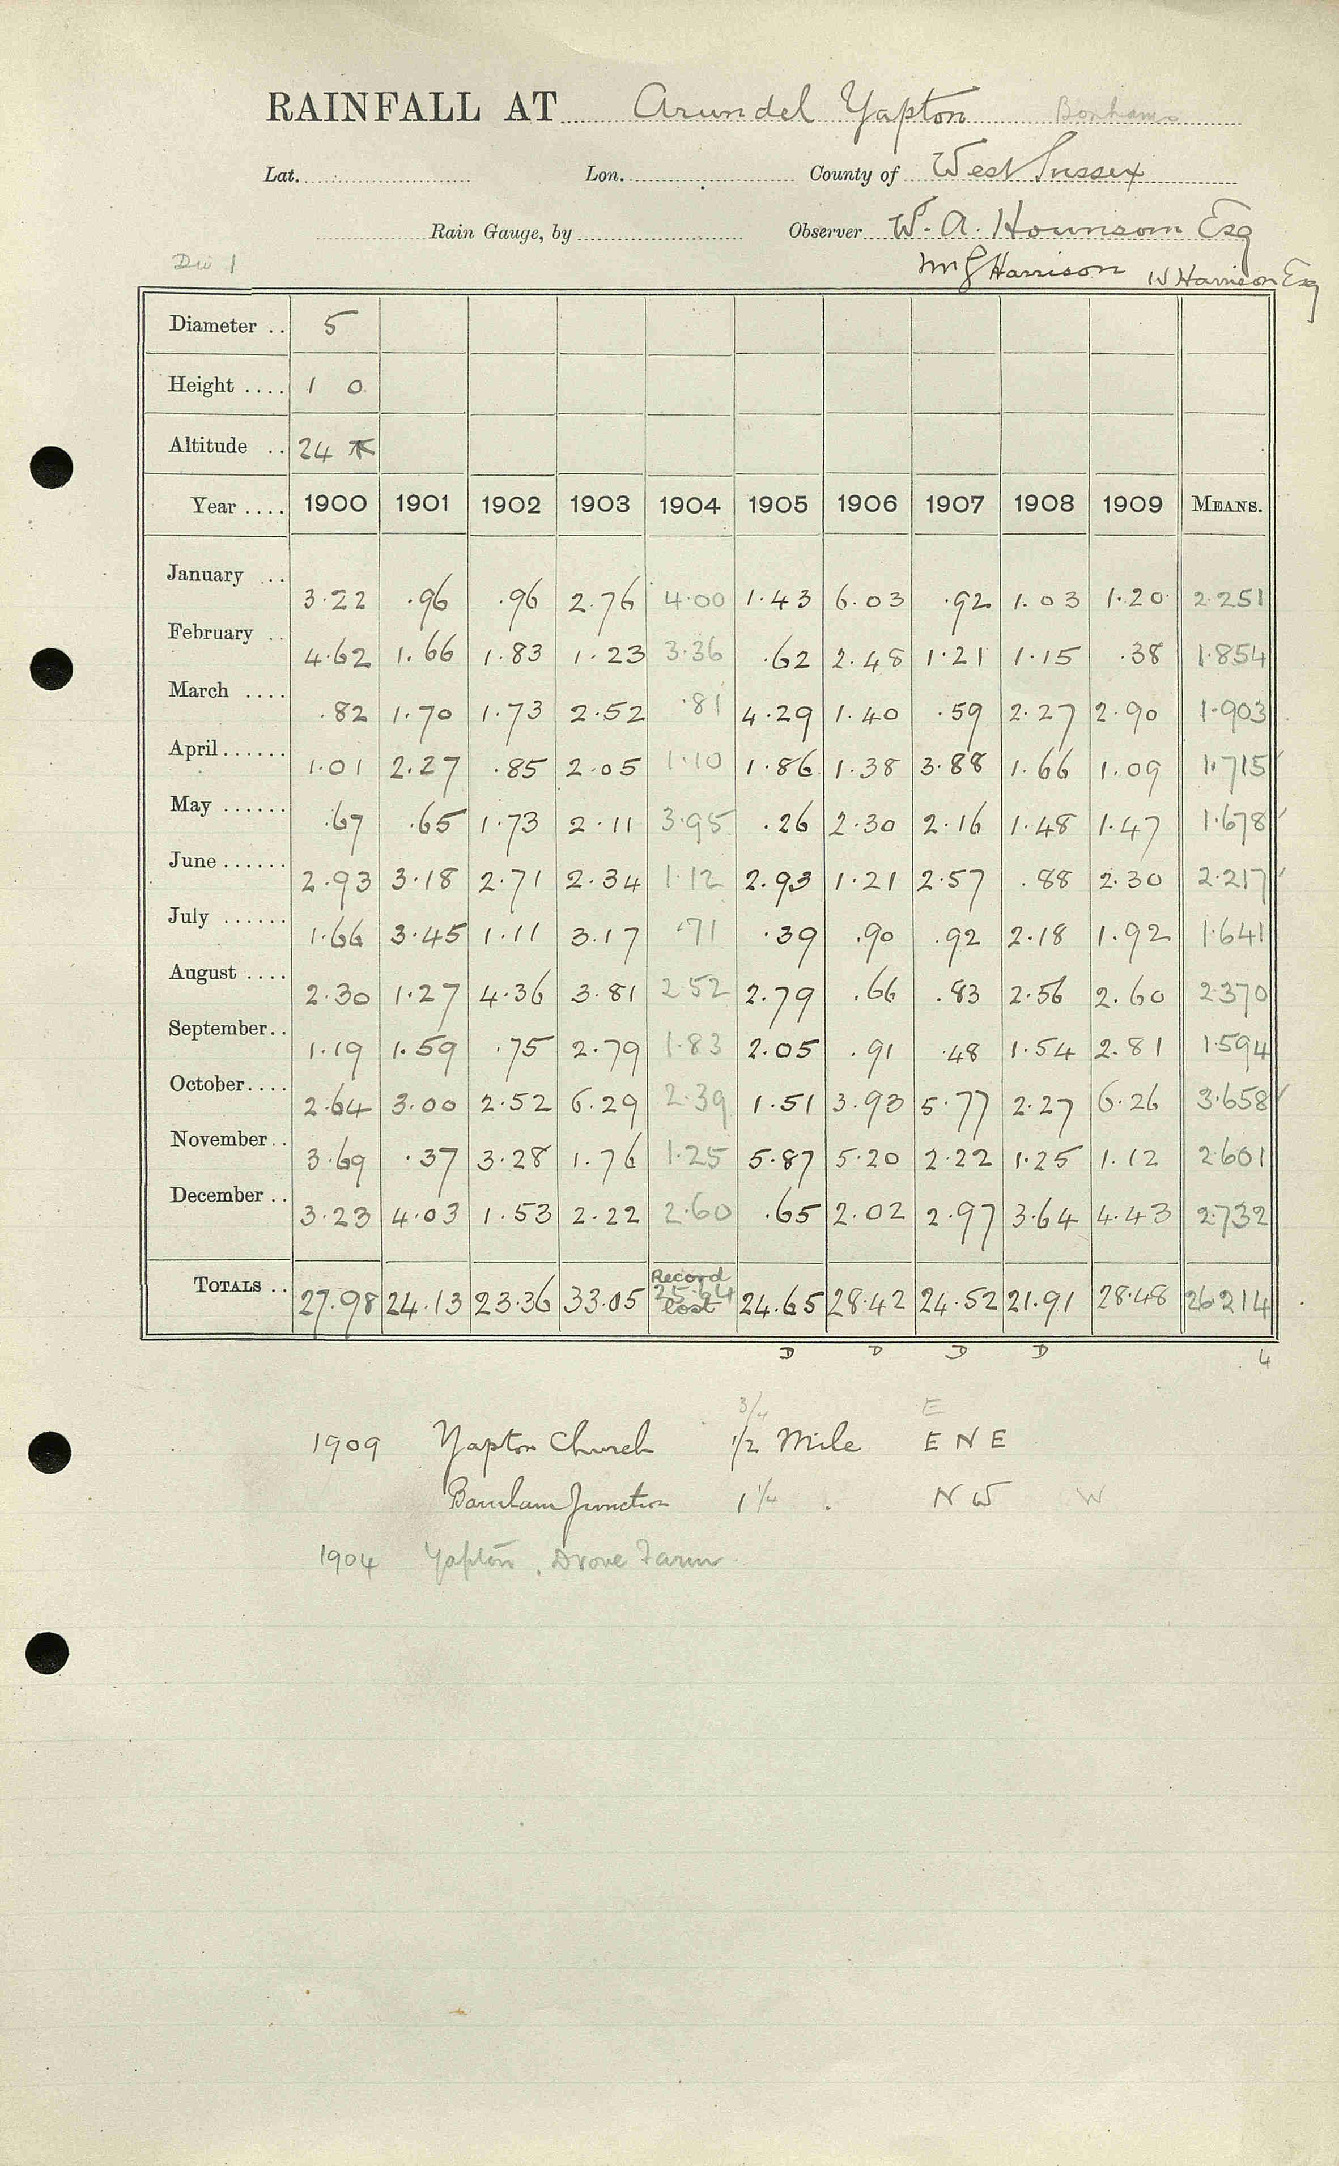 RAINFALL AT Arundel Yapton Bonhams
Lat. Lon. County of West Sussex
Rain Gauge, by Observer W. A. Hounsom Esq
Div 1 Harrison W Harrison Esq
Diameter .. 5
Height .... 1 0
Altitude .. 24
Year .... 1900 1901 1902 1903 1904 1905 1906 1907 1908 1909 MEANS.
January ... 3.22 .96 .96 2.76 4.00 1.43 6.03 .92 1.03 1.20 2.251
February .. 4.62 1.66 1.83 1.23 3.36 .62 2.48 1.21 1.15 .38 1.854
March .... .82 1.70 1.73 2.52 .81 4.29 1.40 .59 2.27 2.90 1.903
April...... 1.01 2.27 .85 2.05 1.10 1.86 1.38 3.88 1.66 1.09 1.715
May ...... .67 .65 1.73 2.11 3.95 .26 2.30 2.16 1.48 1.47 1.678
June ...... 2.93 3.18 2.71 2.34 1.12 2.93 1.21 2.57 .88 2.30 2.217
July ...... 1.66 3.45 1.11 3.17 .71 .39 .90 .92 2.18 1.92 1.641
August .... 2.30 1.27 4.36 3.81 2.52 2.79 .66 .83 2.56 2.60 2.370
September.. 1.19 1.59 .75 2.79 1.83 2.05 .91 .48 1.54 2.81 1.594
October.... 2.64 3.00 2.52 6.29 2.39 1.51 3.93 5.77 2.27 6.26 3.658
November .. 3.69 .37 3.28 1.76 1.25 5.87 5.20 2.22 1.25 1.12 2.601
December .. 3.23 4.03 1.53 2.22 2.60 .65 2.02 2.97 3.64 4.43 2.732
Record
TOTALS .. 27.98 24.13 23.36 33.05 25.64 24.65 28.42 24.52 21.91 28.48 26.214
lost
D D D D 4
3/4 E
1909 Yapton Church 1/2 Mile E N E
Barnham Junction 1 1/4 . N W W
1904 Yapton, Drove Farm